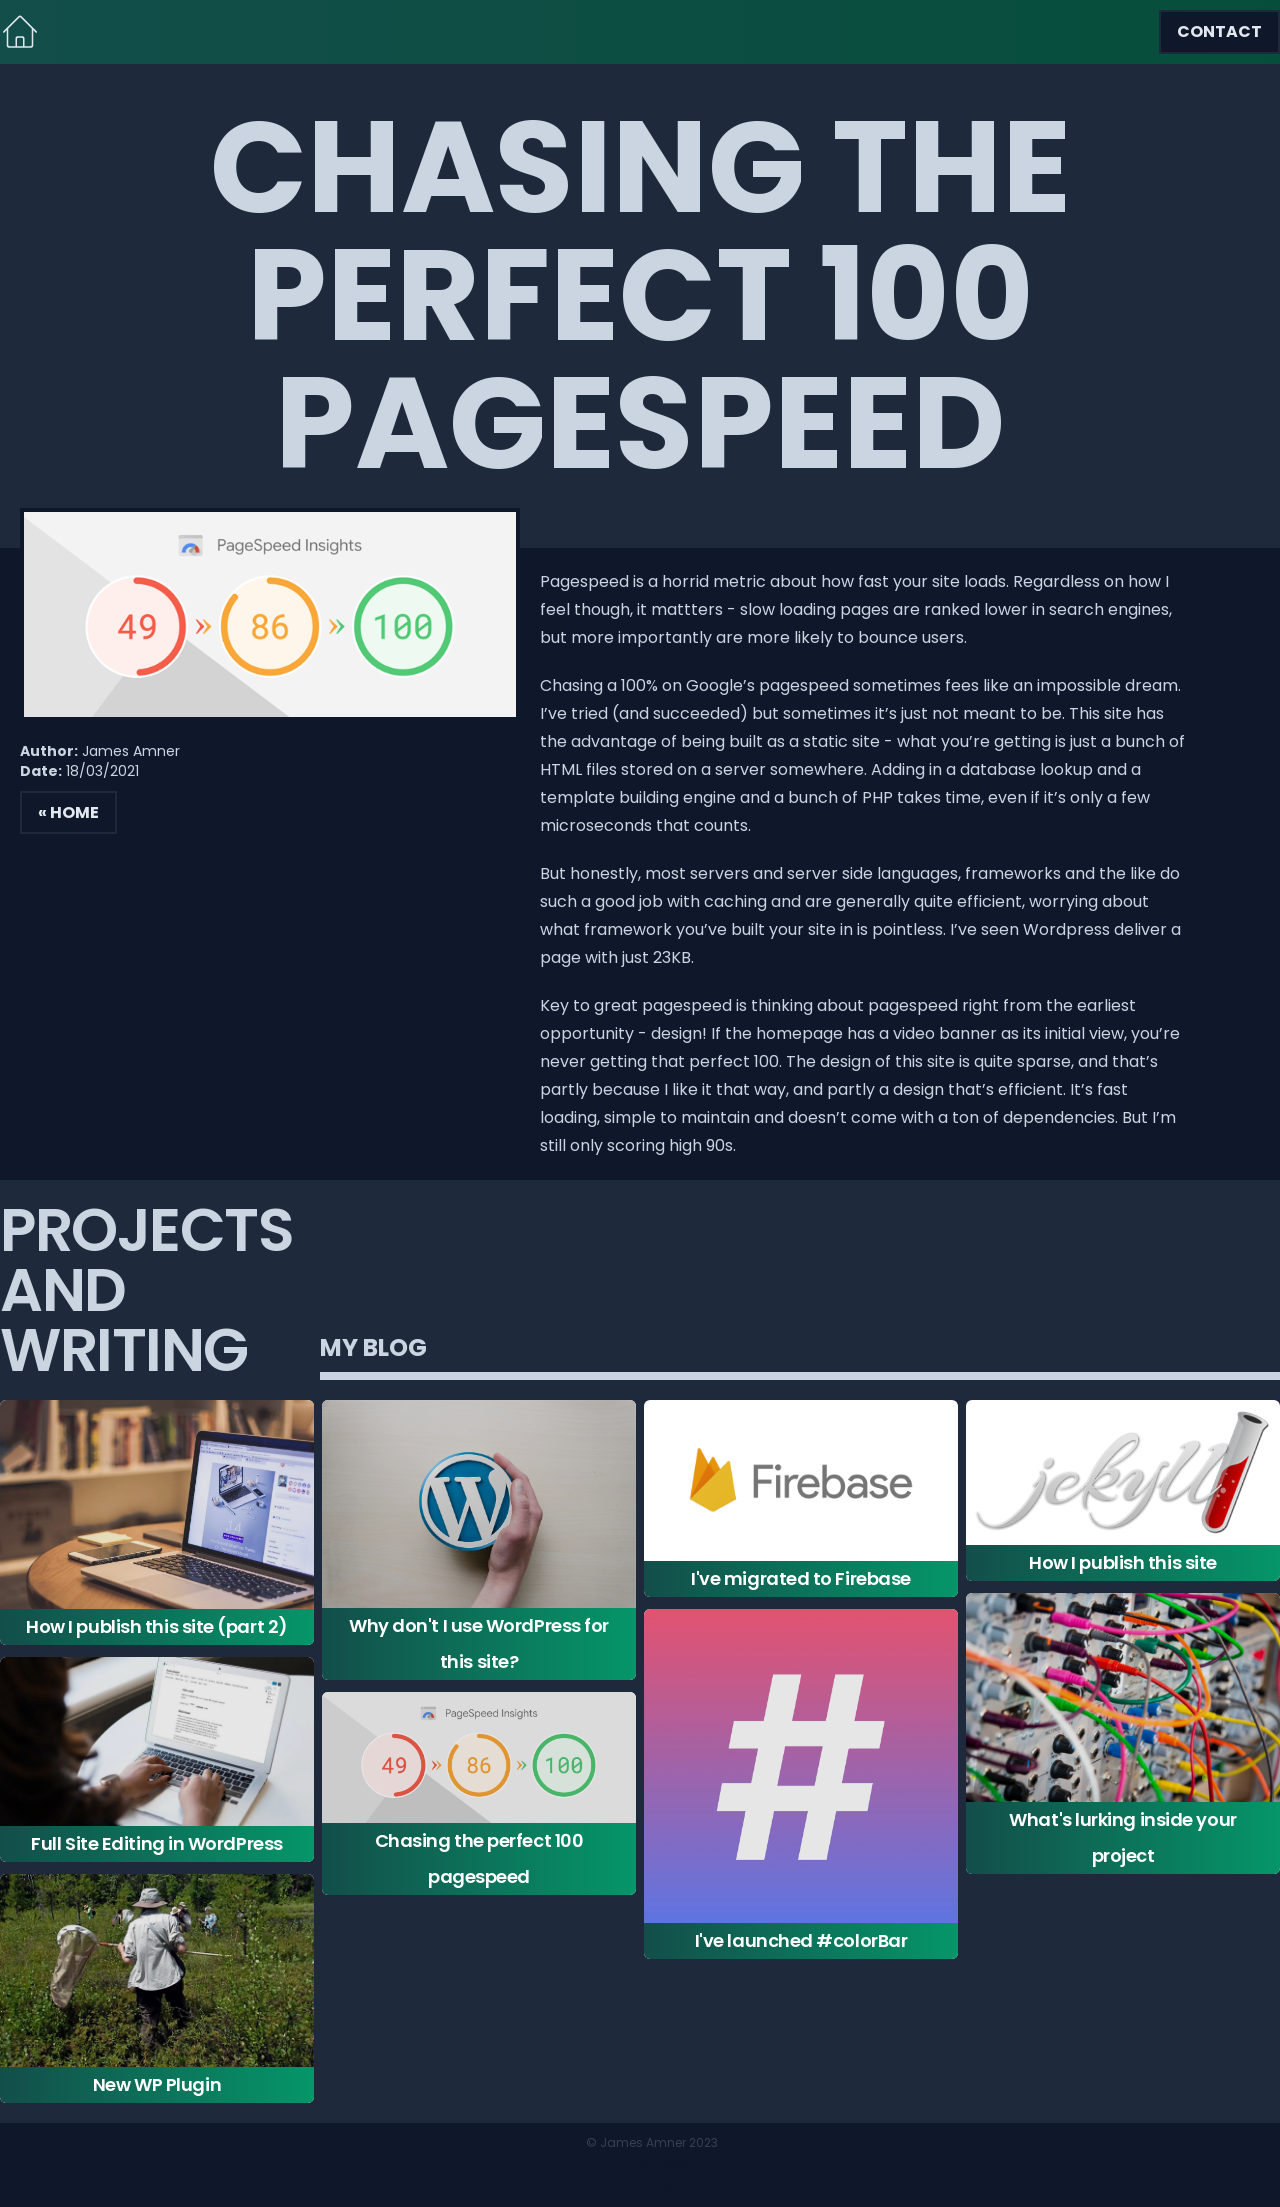 CONTACT
CHASING THE
PERFECT 100
PAGESPEED
PageSpeed Insights
49 » 86 » 100
Author: James Amner
Date: 18/03/2021
« HOME
Pagespeed is a horrid metric about how fast your site loads. Regardless on how I
feel though, it mattters - slow loading pages are ranked lower in search engines,
but more importantly are more likely to bounce users.
Chasing a 100% on Google’s pagespeed sometimes fees like an impossible dream.
I’ve tried (and succeeded) but sometimes it’s just not meant to be. This site has
the advantage of being built as a static site - what you’re getting is just a bunch of
HTML files stored on a server somewhere. Adding in a database lookup and a
template building engine and a bunch of PHP takes time, even if it’s only a few
microseconds that counts.
But honestly, most servers and server side languages, frameworks and the like do
such a good job with caching and are generally quite efficient, worrying about
what framework you’ve built your site in is pointless. I’ve seen Wordpress deliver a
page with just 23KB.
Key to great pagespeed is thinking about pagespeed right from the earliest
opportunity - design! If the homepage has a video banner as its initial view, you’re
never getting that perfect 100. The design of this site is quite sparse, and that’s
partly because I like it that way, and partly a design that’s efficient. It’s fast
loading, simple to maintain and doesn’t come with a ton of dependencies. But I’m
still only scoring high 90s.
PROJECTS
AND
WRITING
MY BLOG
How I publish this site (part 2)
Full Site Editing in WordPress
New WP Plugin
W
Why don't I use WordPress for
this site?
PageSpeed Insights
49 » 86 » 100
Chasing the perfect 100
pagespeed
Firebase
I've migrated to Firebase
#
I've launched #colorBar
jekyll
How I publish this site
What's lurking inside your
project
© James Amner 2023